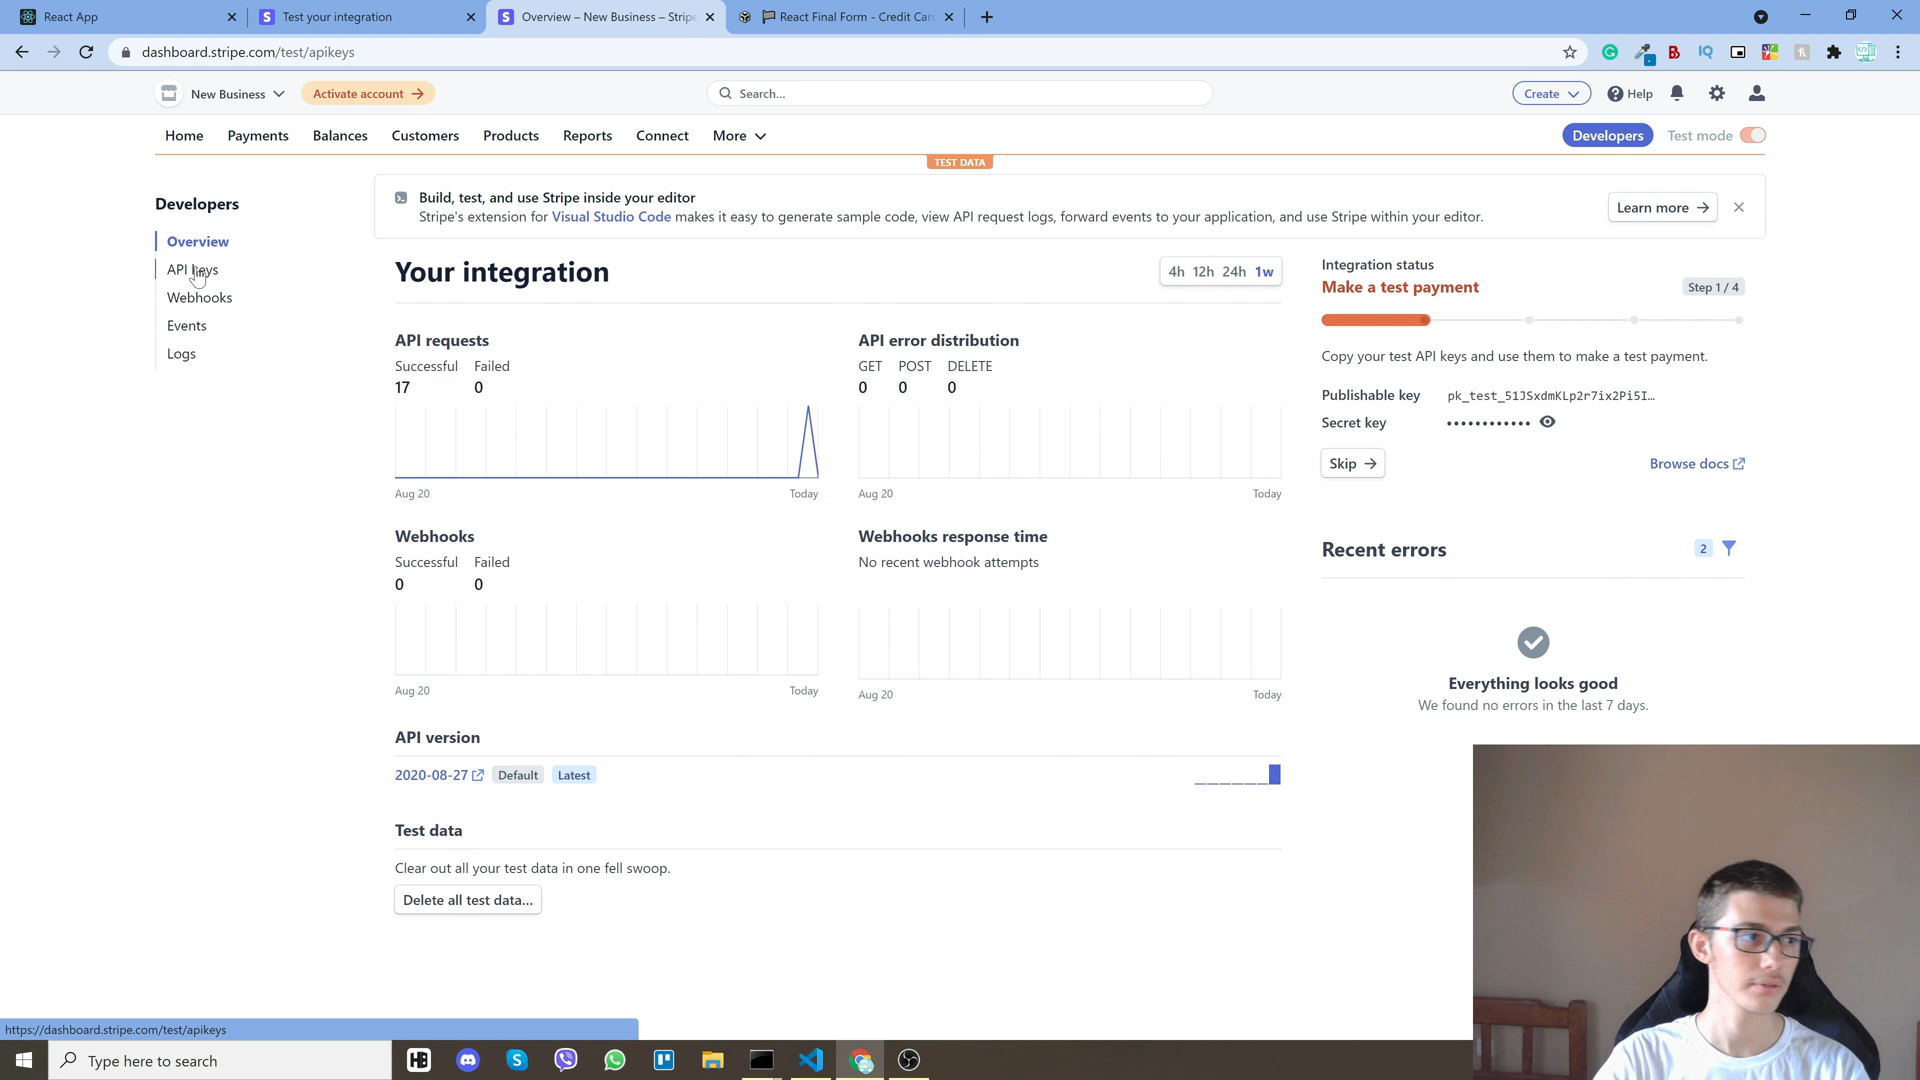 React App
Test your integration
Overview – New Business – Stripe
React Final Form - Credit Car
dashboard.stripe.com/test/apikeys
New Business
Activate account →
Search...
Create
Help
Home
Payments
Balances
Customers
Products
Reports
Connect
More
Developers
Test mode
TEST DATA
Developers
Overview
API keys
Webhooks
Events
Logs
Build, test, and use Stripe inside your editor
Stripe's extension for Visual Studio Code makes it easy to generate sample code, view API request logs, forward events to your application, and use Stripe within your editor.
Learn more →
Your integration
4h 12h 24h 1w
API requests
Successful Failed
17 0
Aug 20 Today
API error distribution
GET POST DELETE
0 0 0
Aug 20 Today
Webhooks
Successful Failed
0 0
Aug 20 Today
Webhooks response time
No recent webhook attempts
Aug 20 Today
API version
2020-08-27 Default Latest
Test data
Clear out all your test data in one fell swoop.
Delete all test data...
Integration status
Make a test payment
Step 1 / 4
Copy your test API keys and use them to make a test payment.
Publishable key pk_test_51JSxdmKLp2r7ix2Pi5I…
Secret key ••••••••••••
Skip →
Browse docs
Recent errors
2
Everything looks good
We found no errors in the last 7 days.
https://dashboard.stripe.com/test/apikeys
Type here to search